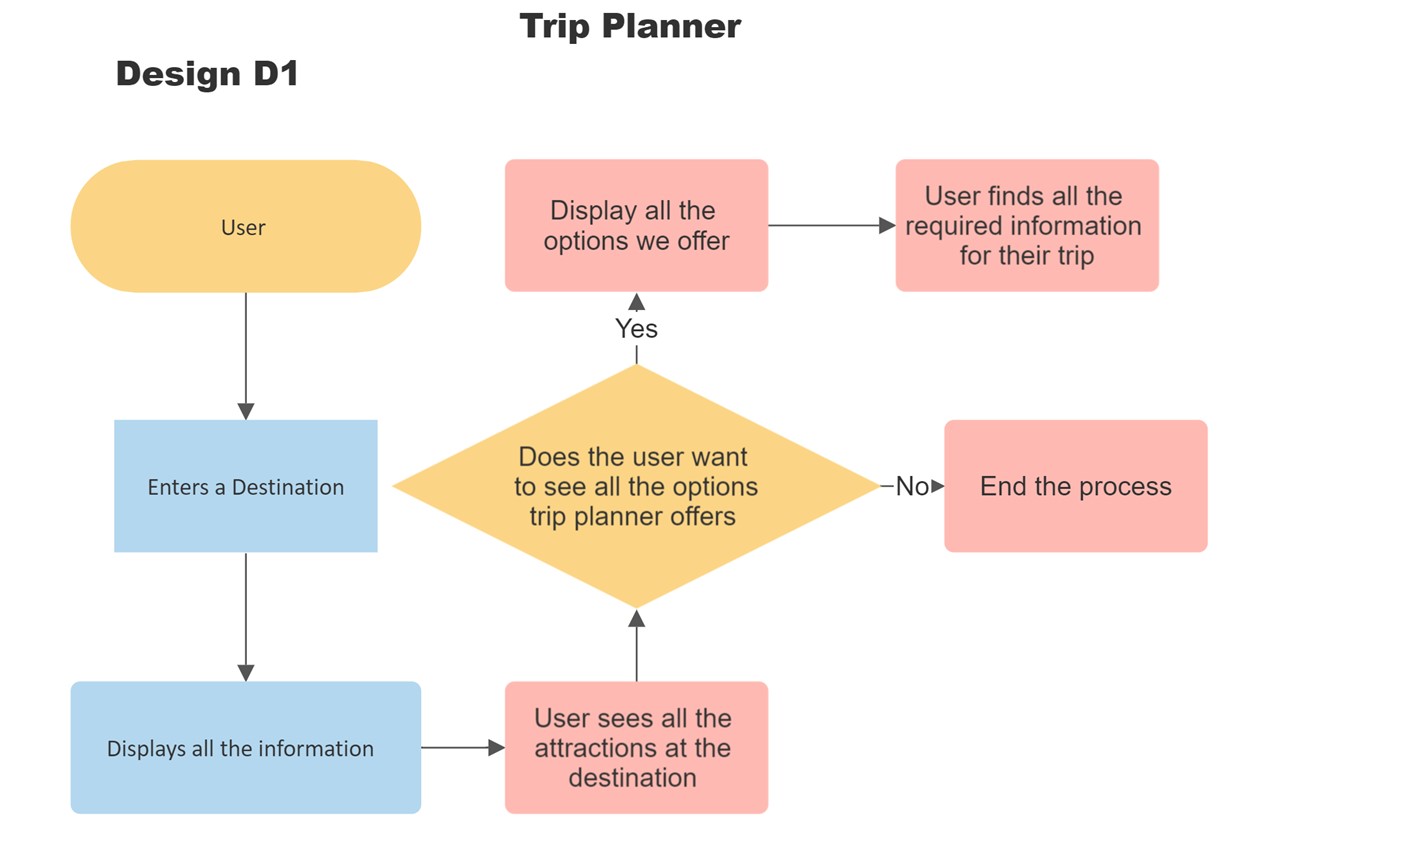 Trip Planner
Design D1
User
Enters a Destination
Displays all the information
User sees all the
attractions at the
destination
Does the user want
to see all the options
trip planner offers
Yes
Display all the
options we offer
User finds all the
required information
for their trip
No
End the process